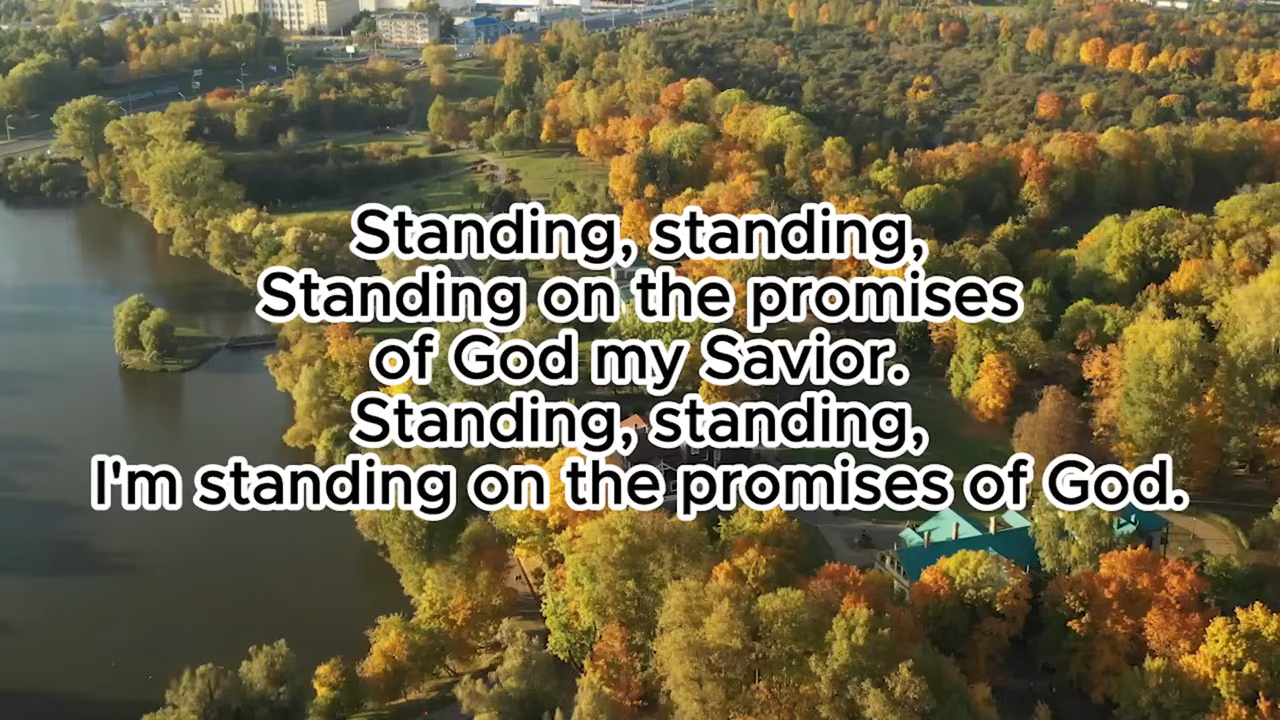 Standing, standing,
Standing on the promises
of God my Savior.
Standing, standing,
I'm standing on the promises of God.